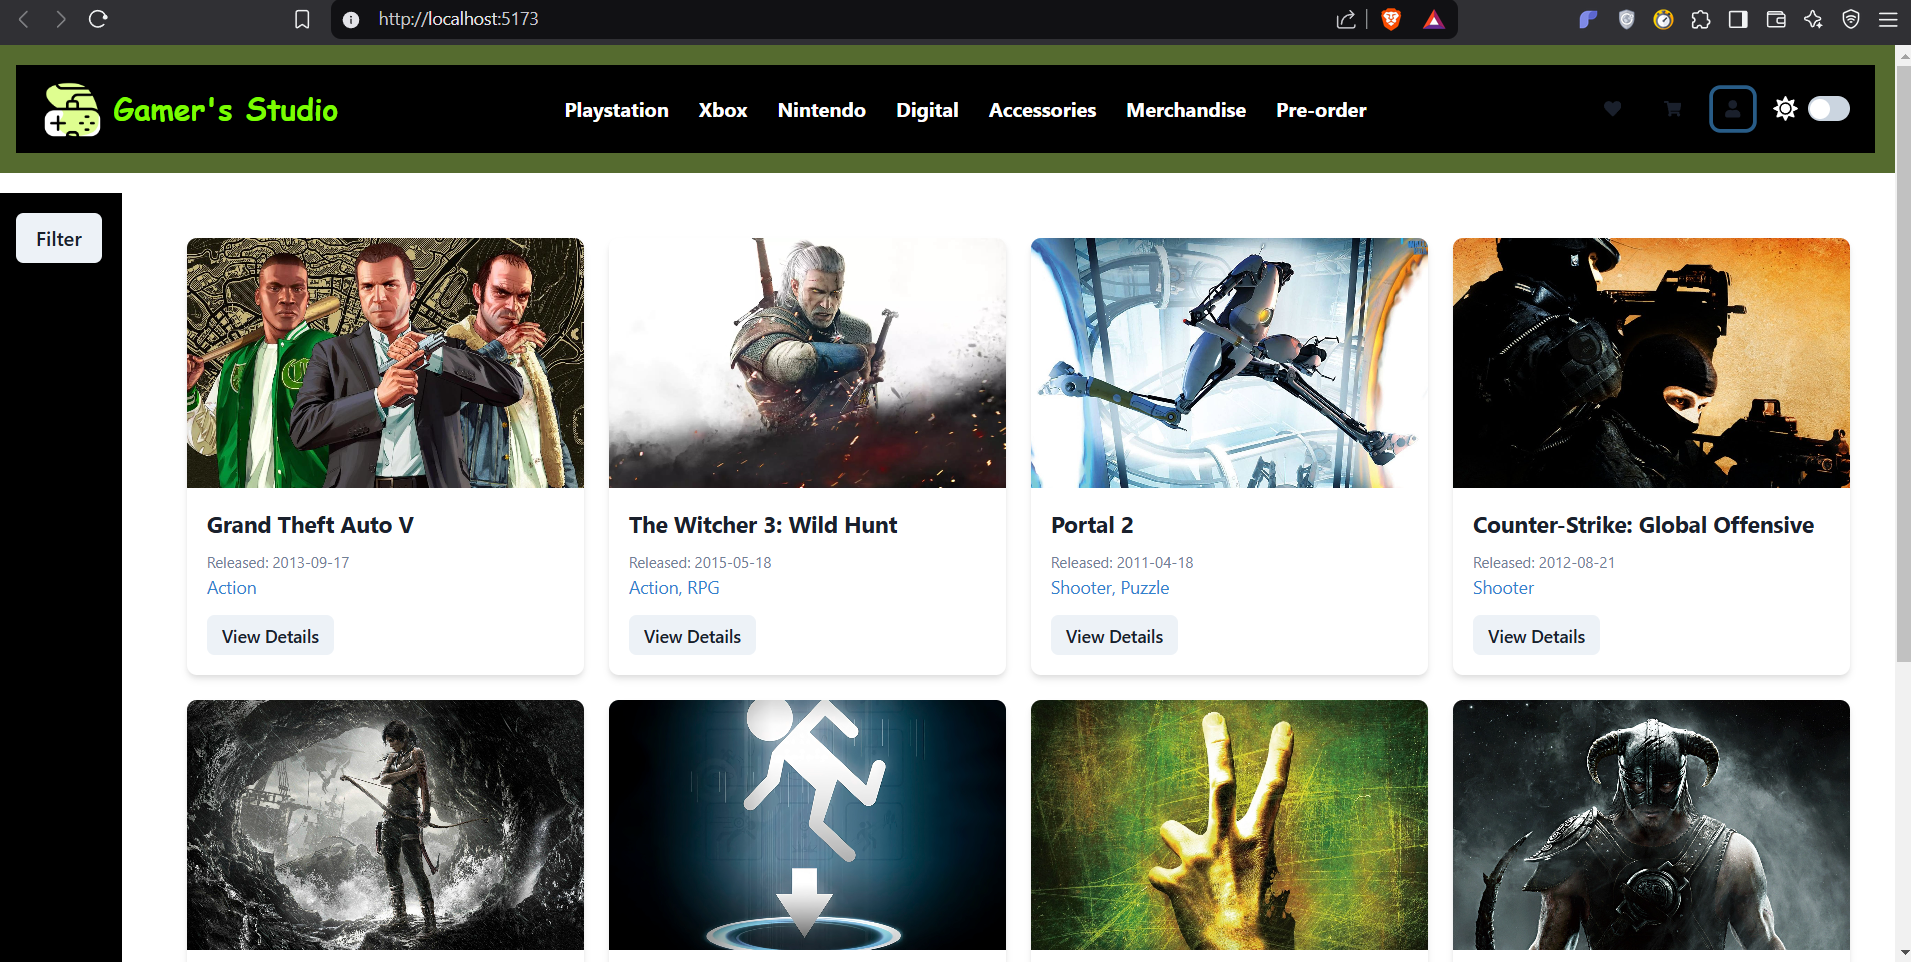 http://localhost:5173
Gamer's Studio
Playstation Xbox Nintendo Digital Accessories Merchandise Pre-order
Filter
Grand Theft Auto V
Released: 2013-09-17
Action
View Details
The Witcher 3: Wild Hunt
Released: 2015-05-18
Action, RPG
View Details
Portal 2
Released: 2011-04-18
Shooter, Puzzle
View Details
Counter-Strike: Global Offensive
Released: 2012-08-21
Shooter
View Details